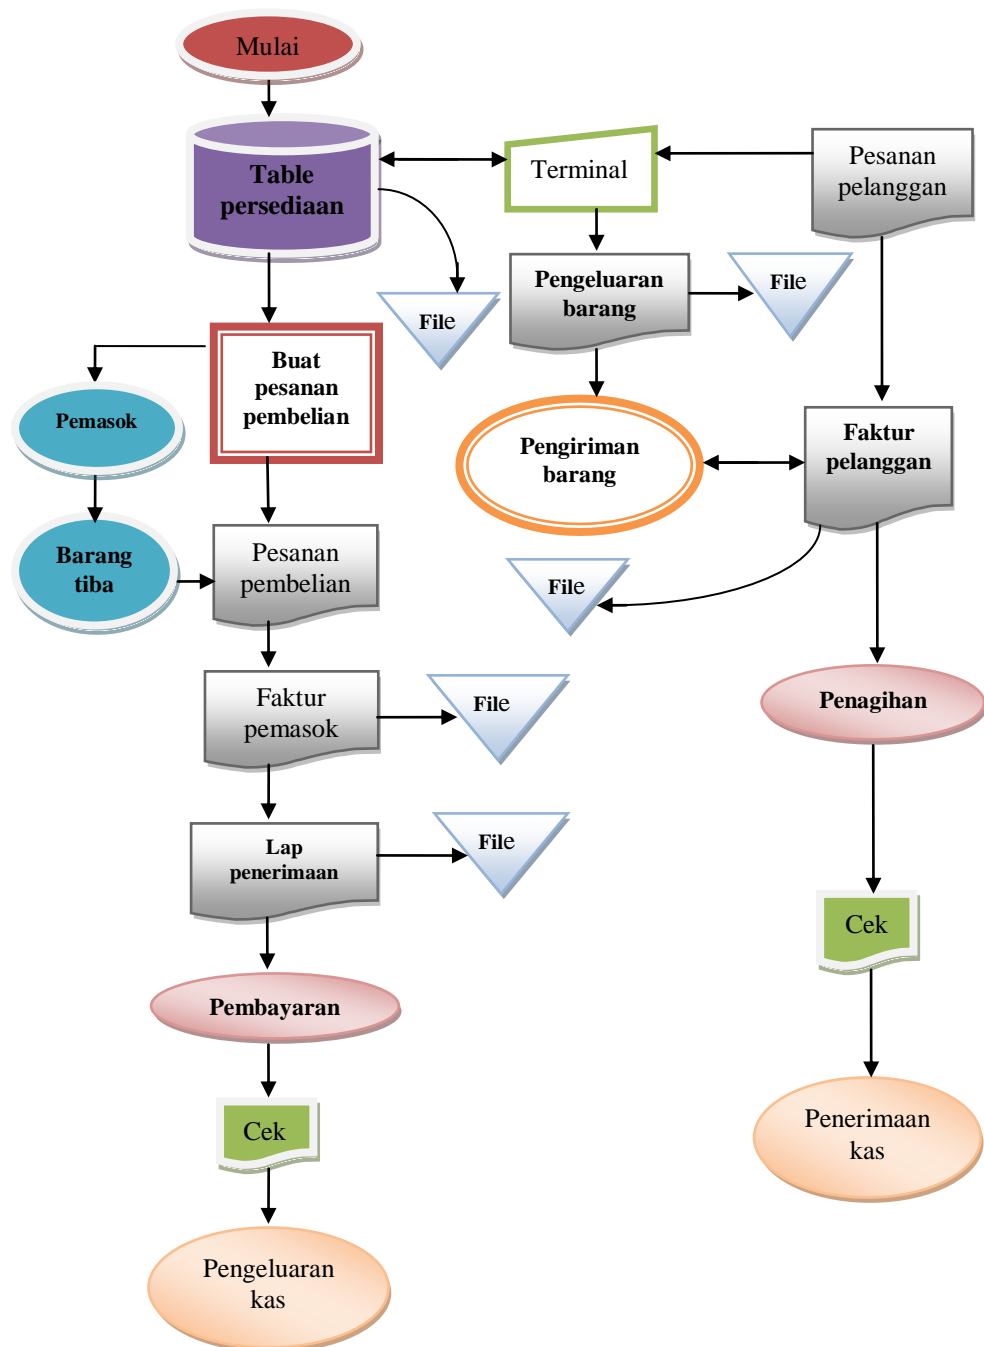 Mulai
Table
persediaan
Terminal
Pesanan
pelanggan
File
Pengeluaran
barang
File
Buat
pesanan
pembelian
Pemasok
Pengiriman
barang
Faktur
pelanggan
Barang
tiba
Pesanan
pembelian
File
Faktur
pemasok
File
Penagihan
Lap
penerimaan
File
Cek
Pembayaran
Cek
Penerimaan
kas
Pengeluaran
kas